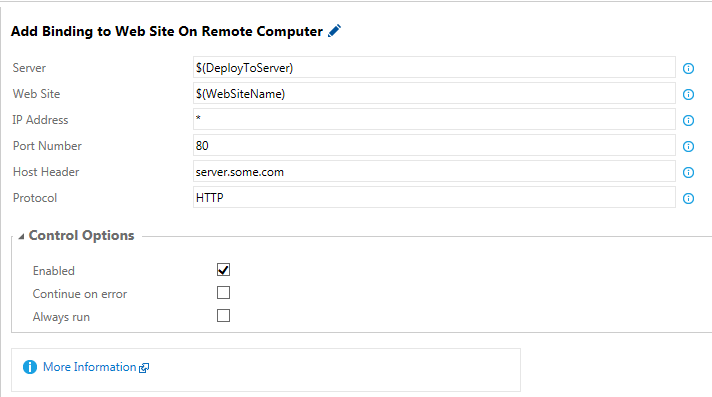 Add Binding to Web Site On Remote Computer
Server $(DeployToServer)
Web Site $(WebSiteName)
IP Address *
Port Number 80
Host Header server.some.com
Protocol HTTP
Control Options
Enabled
Continue on error
Always run
More Information